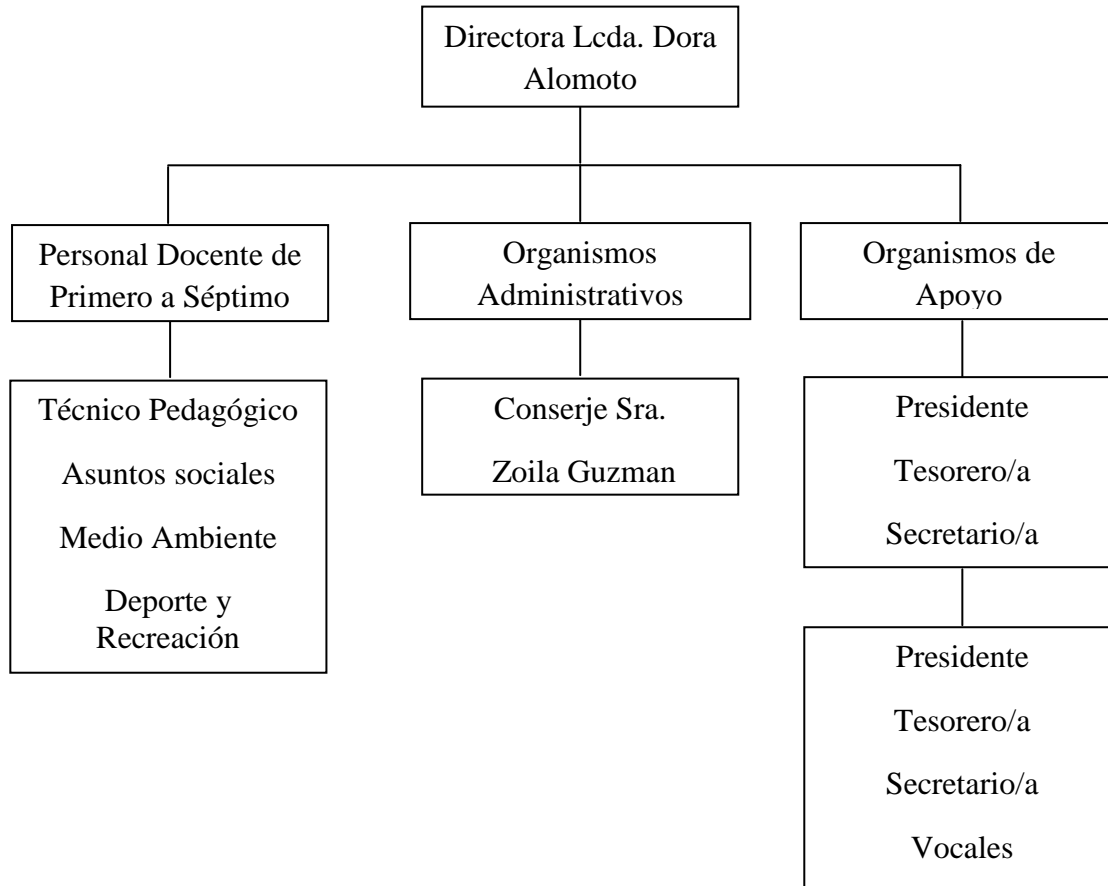 Directora Lcda. Dora
Alomoto
Personal Docente de
Primero a Séptimo
Organismos
Administrativos
Organismos de
Apoyo
Técnico Pedagógico
Asuntos sociales
Medio Ambiente
Deporte y
Recreación
Conserje Sra.
Zoila Guzman
Presidente
Tesorero/a
Secretario/a
Presidente
Tesorero/a
Secretario/a
Vocales